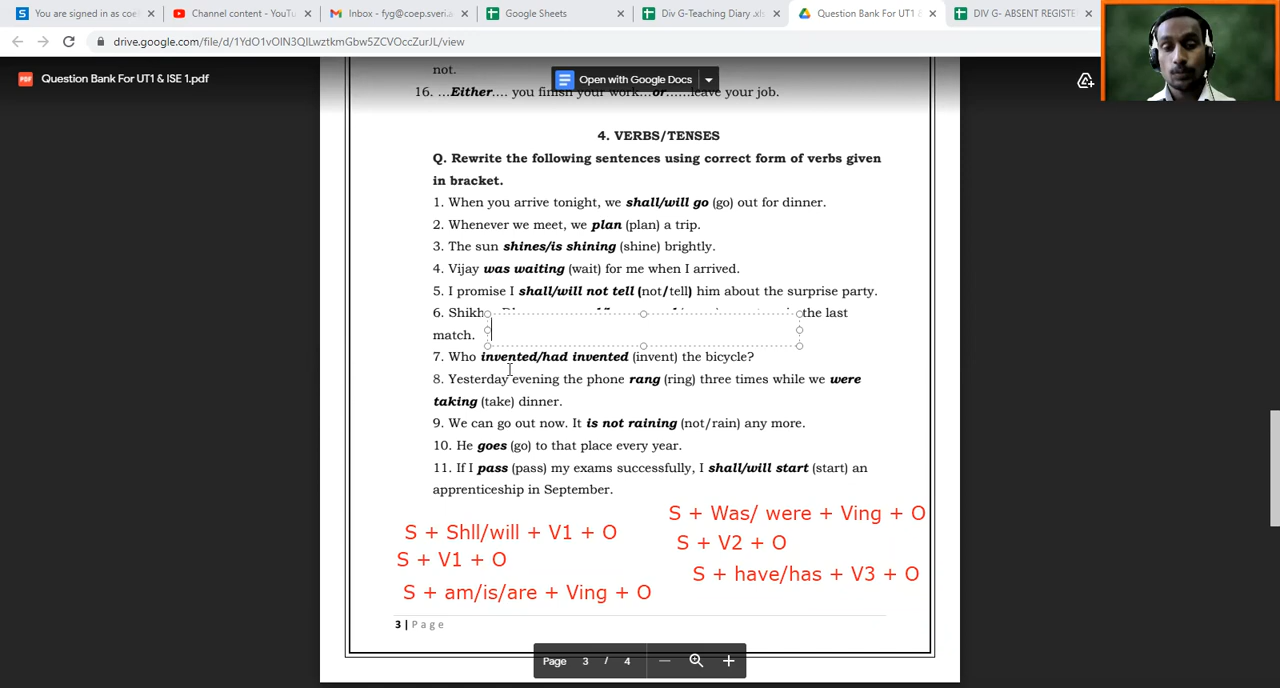 You are signed in as coe
Channel content - YouTu
Inbox - fyg@coep.sveri.a
Google Sheets
Div G-Teaching Diary .xls
Question Bank For UT1 &
DIV G- ABSENT REGISTE
drive.google.com/file/d/1YdO1vOlN3QlLwztkmGbw5ZCVOccZurJL/view
Question Bank For UT1 & ISE 1.pdf
Open with Google Docs
not.
16. ...Either.... you finish your work...or......leave your job.
4. VERBS/TENSES
Q. Rewrite the following sentences using correct form of verbs given
in bracket.
1. When you arrive tonight, we shall/will go (go) out for dinner.
2. Whenever we meet, we plan (plan) a trip.
3. The sun shines/is shining (shine) brightly.
4. Vijay was waiting (wait) for me when I arrived.
5. I promise I shall/will not tell (not/tell) him about the surprise party.
6. Shikh the last
match.
7. Who invented/had invented (invent) the bicycle?
8. Yesterday evening the phone rang (ring) three times while we were
taking (take) dinner.
9. We can go out now. It is not raining (not/rain) any more.
10. He goes (go) to that place every year.
11. If I pass (pass) my exams successfully, I shall/will start (start) an
apprenticeship in September.
S + Shll/will + V1 + O
S + V1 + O
S + am/is/are + Ving + O
S + Was/ were + Ving + O
S + V2 + O
S + have/has + V3 + O
3 | Page
Page 3 / 4